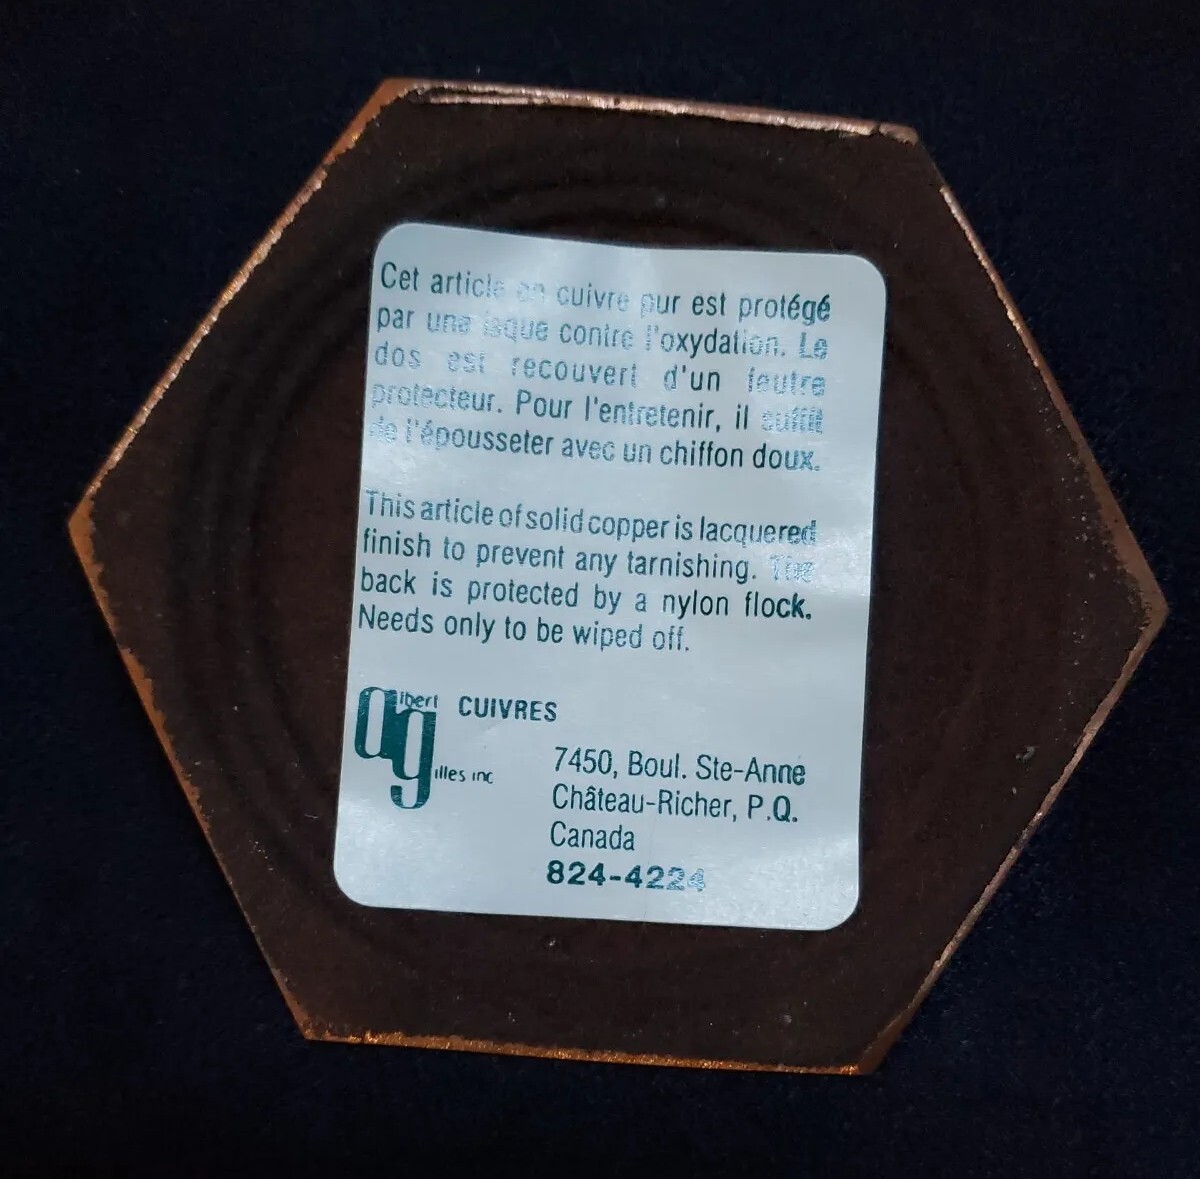 Cet article en cuivre pur est protégé
par une laque contre l'oxydation. Le
dos est recouvert d'un feutre
protecteur. Pour l'entretenir, il suffit
de l'épousseter avec un chiffon doux.
This article of solid copper is lacquered
finish to prevent any tarnishing. The
back is protected by a nylon flock.
Needs only to be wiped off.
albert gilles inc CUIVRES
7450, Boul. Ste-Anne
Château-Richer, P.Q.
Canada
824-4224